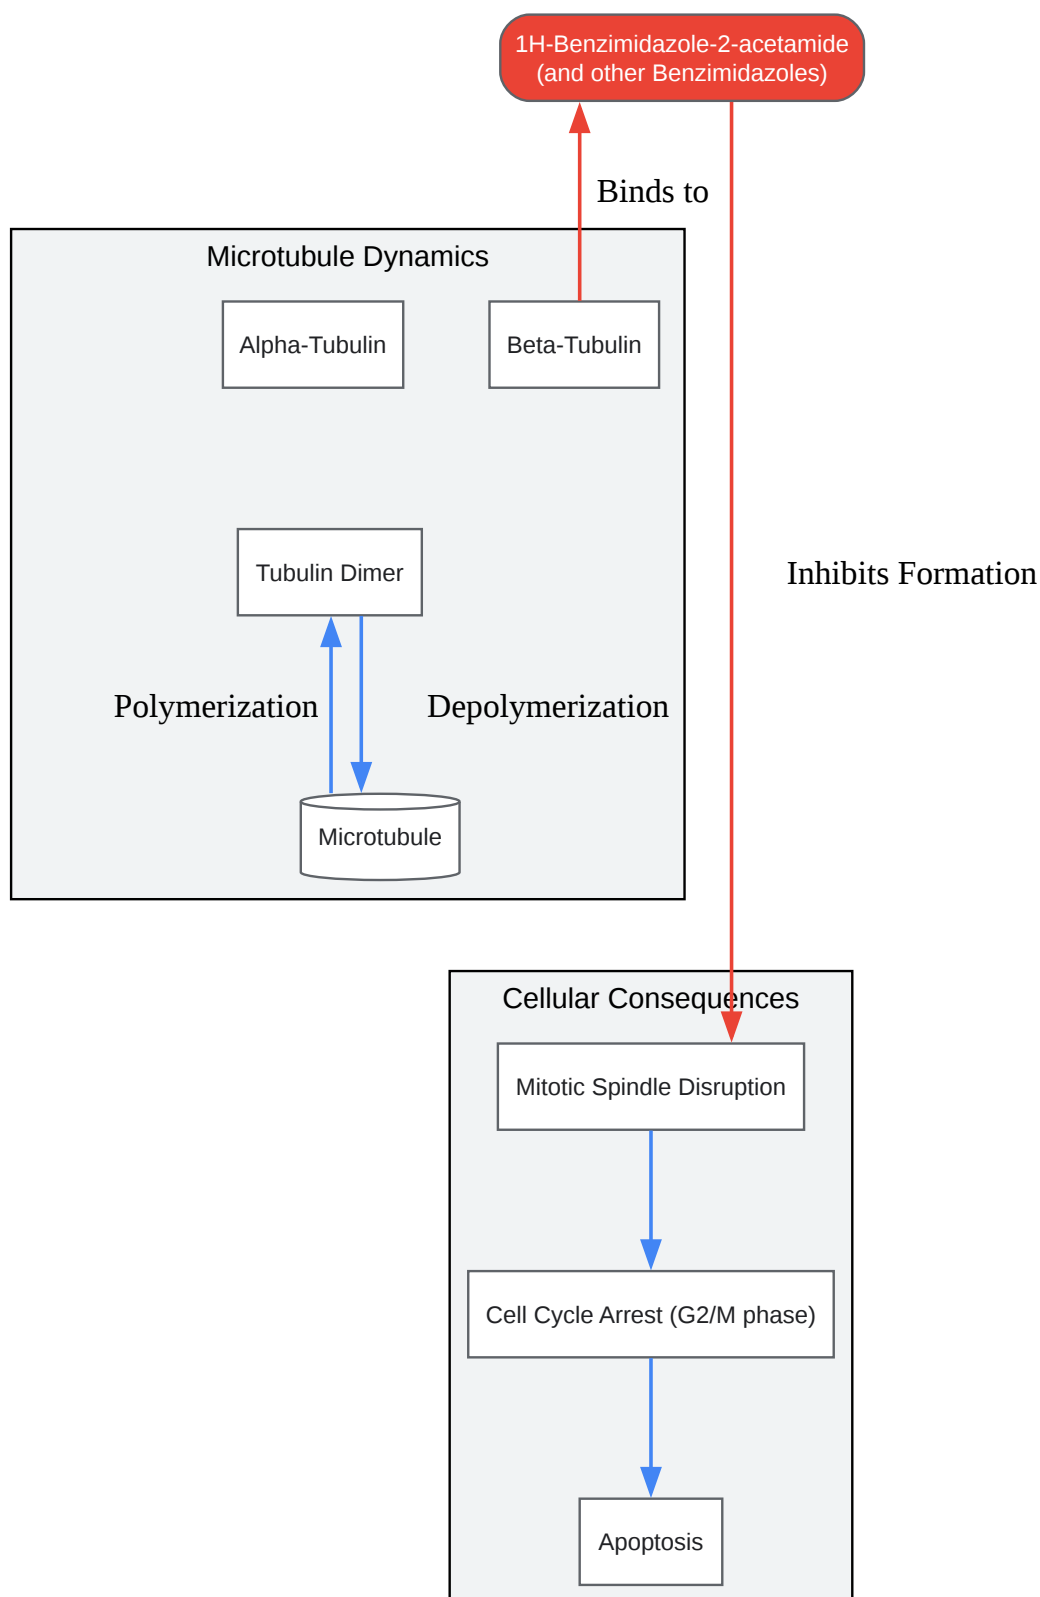 1H-Benzimidazole-2-acetamide
(and other Benzimidazoles)
Binds to
Microtubule Dynamics
Alpha-Tubulin
Beta-Tubulin
Tubulin Dimer
Inhibits Formation
Polymerization
Depolymerization
Microtubule
Cellular Consequences
Mitotic Spindle Disruption
Cell Cycle Arrest (G2/M phase)
Apoptosis